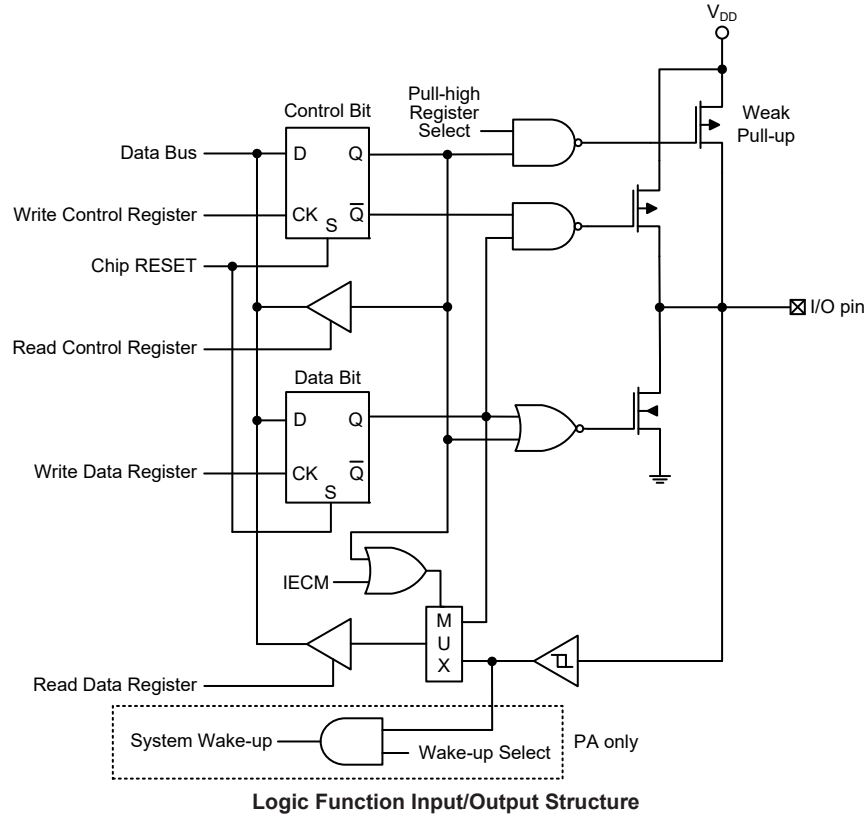 V_DD
Pull-high
Register
Select
Weak
Pull-up
Control Bit
Data Bus
D
Q
Write Control Register
CK
S
Q̅
Chip RESET
I/O pin
Read Control Register
Data Bit
D
Q
Write Data Register
CK
S
Q̅
IECM
M
U
X
Read Data Register
System Wake-up
Wake-up Select
PA only
Logic Function Input/Output Structure